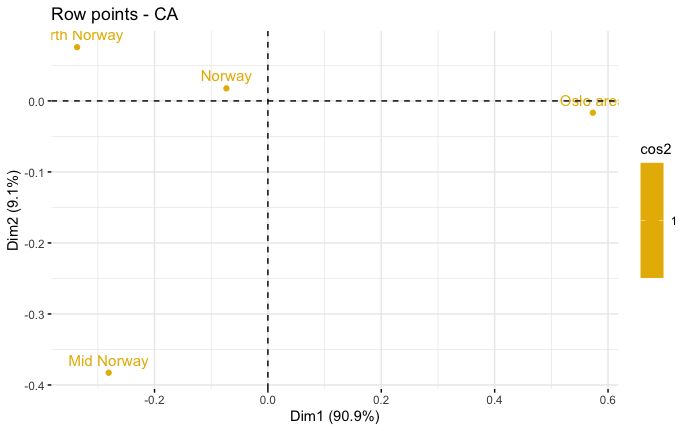 Row points - CA
rth Norway
Norway
Oslo area
Mid Norway
0.0
-0.1
-0.2
-0.3
-0.4
Dim2 (9.1%)
-0.2
0.0
0.2
0.4
0.6
Dim1 (90.9%)
cos2
1